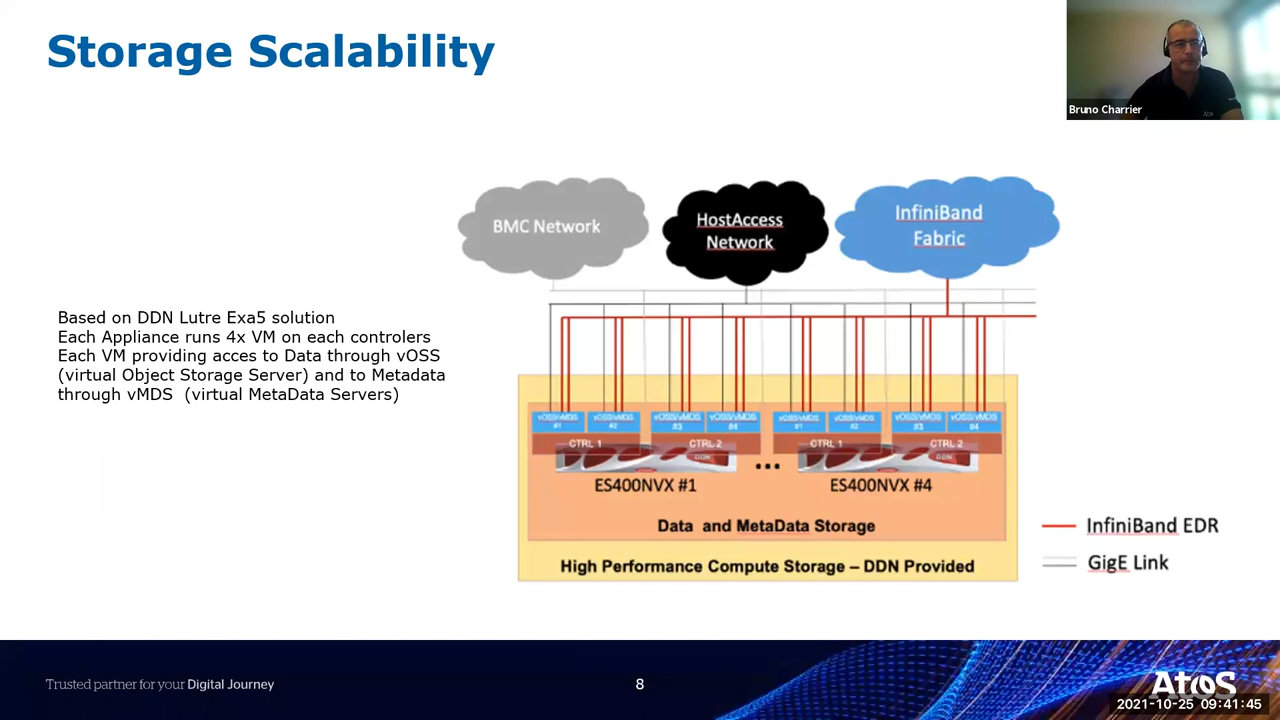 Storage Scalability
Bruno Charrier
BMC Network
HostAccess
Network
InfiniBand
Fabric
Based on DDN Lutre Exa5 solution
Each Appliance runs 4x VM on each controlers
Each VM providing acces to Data through vOSS
(virtual Object Storage Server) and to Metadata
through vMDS (virtual MetaData Servers)
vOSS/vMDS #1
vOSS/vMDS #2
vOSS/vMDS #3
vOSS/vMDS #4
vOSS/vMDS #1
vOSS/vMDS #2
vOSS/vMDS #3
vOSS/vMDS #4
CTRL 1
CTRL 2
CTRL 1
CTRL 2
DDN
...
DDN
ES400NVX #1
ES400NVX #4
Data and MetaData Storage
High Performance Compute Storage – DDN Provided
InfiniBand EDR
GigE Link
Trusted partner for your Digital Journey
8
Atos
2021-10-25 09:41:45